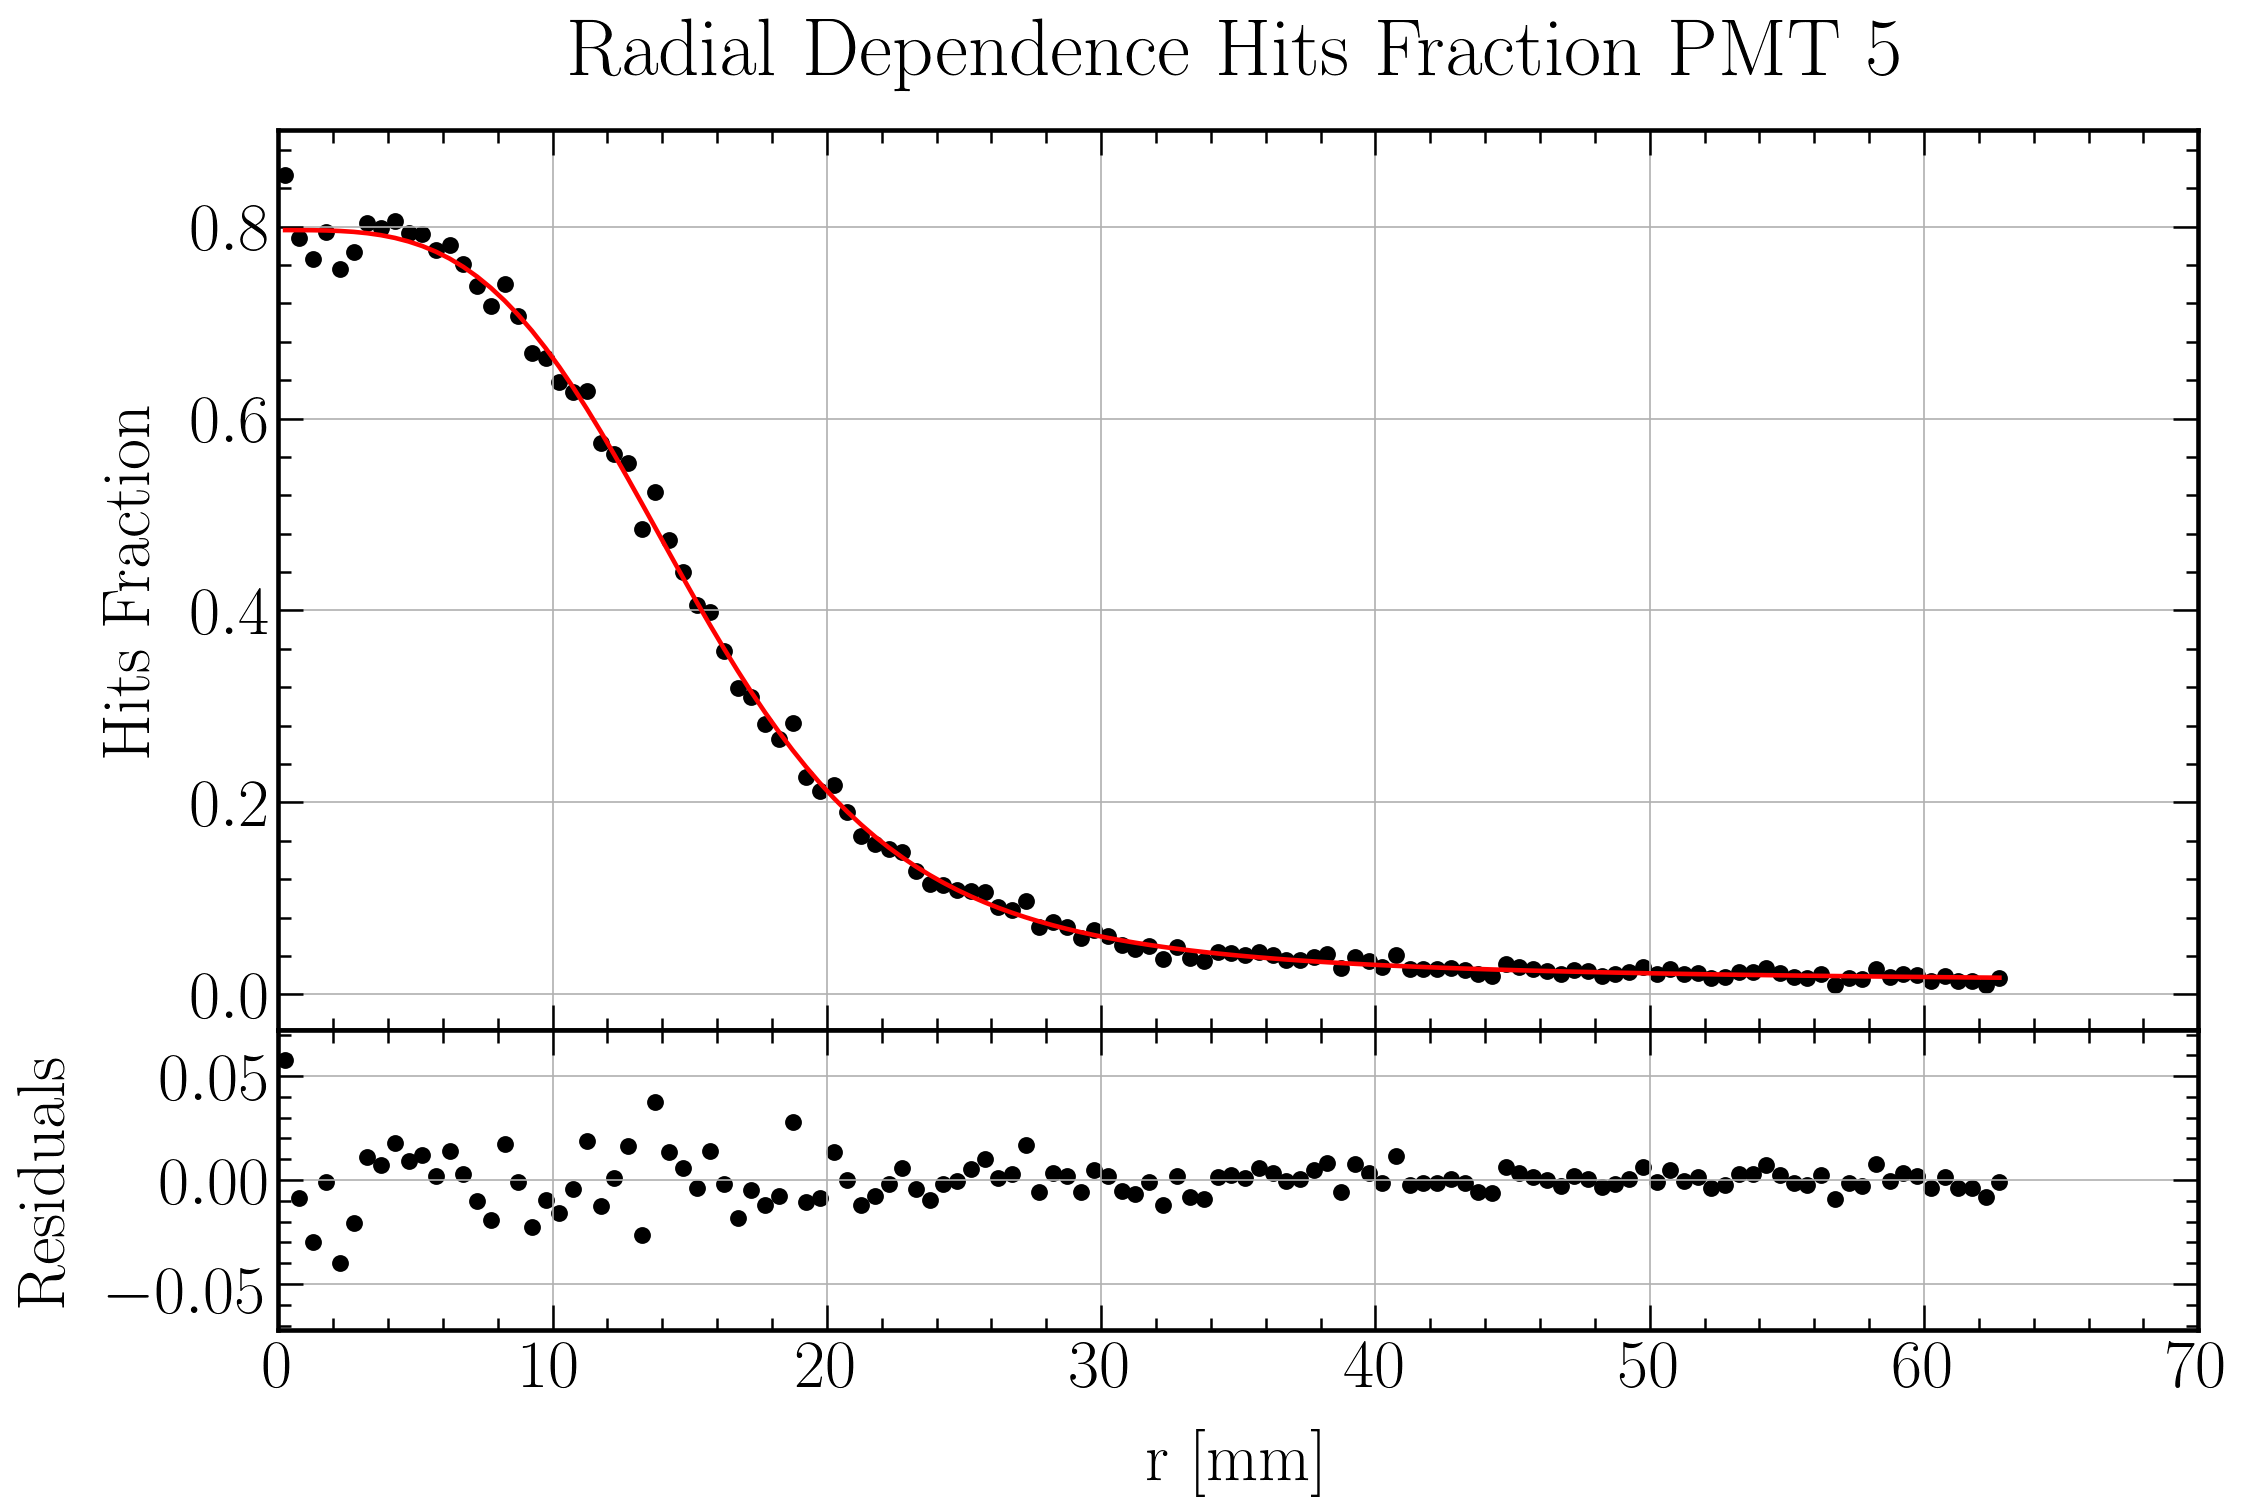 Radial Dependence Hits Fraction PMT 5
Hits Fraction
0.8
0.6
0.4
0.2
0.0
Residuals
0.05
0.00
−0.05
0 10 20 30 40 50 60 70
r [mm]